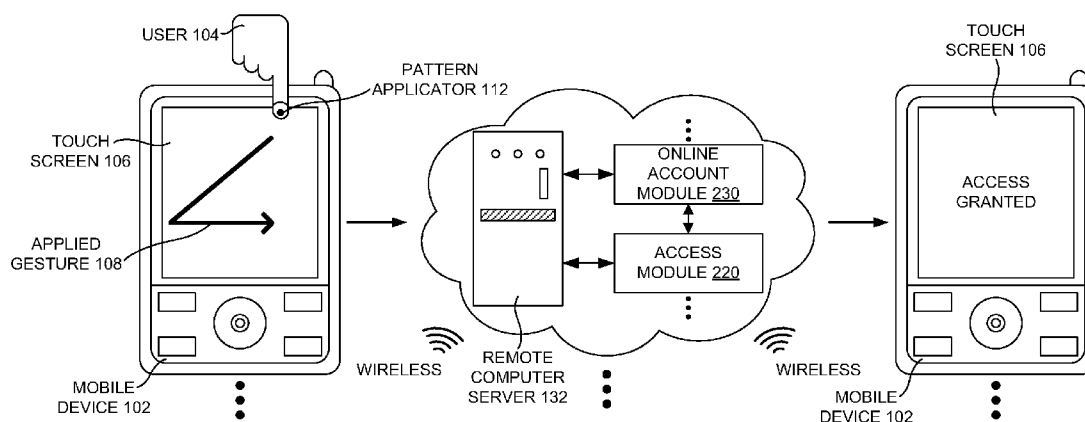 USER 104
PATTERN
APPLICATOR 112
TOUCH
SCREEN 106
APPLIED
GESTURE 108
MOBILE
DEVICE 102
WIRELESS
ONLINE
ACCOUNT
MODULE 230
ACCESS
MODULE 220
REMOTE
COMPUTER
SERVER 132
WIRELESS
TOUCH
SCREEN 106
ACCESS
GRANTED
MOBILE
DEVICE 102